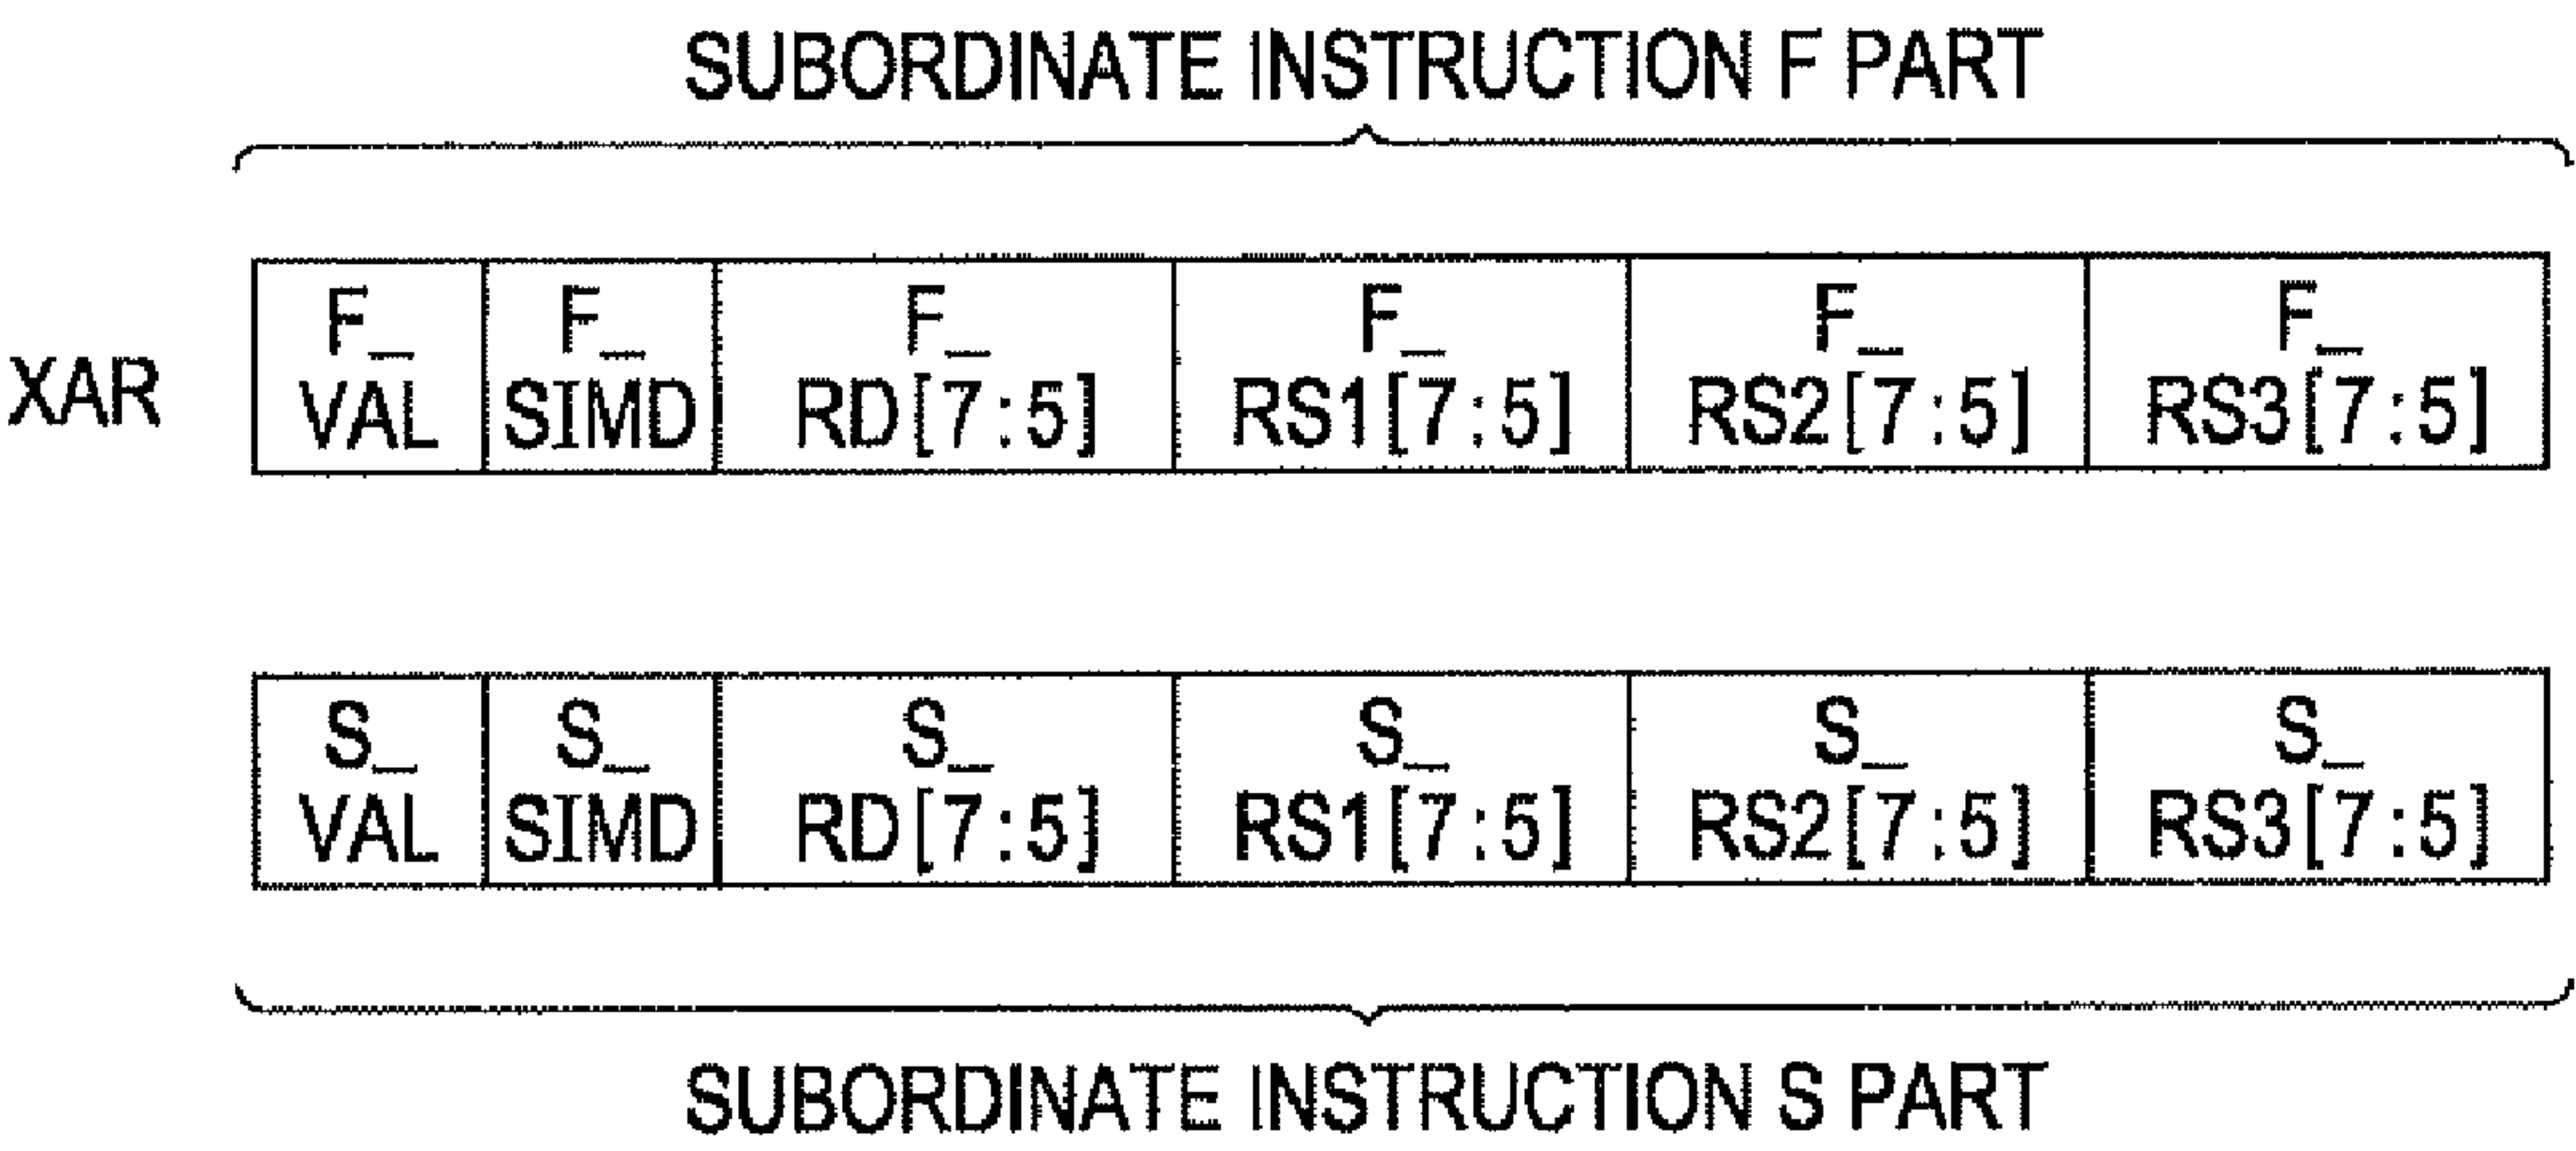 SUBORDINATE INSTRUCTION F PART
F_ F_ F_ F_ F_ F_
XAR VAL SIMD RD[7:5] RS1[7:5] RS2[7:5] RS3[7:5]
S_ S_ S_ S_ S_ S_
VAL SIMD RD[7:5] RS1[7:5] RS2[7:5] RS3[7:5]
SUBORDINATE INSTRUCTION S PART